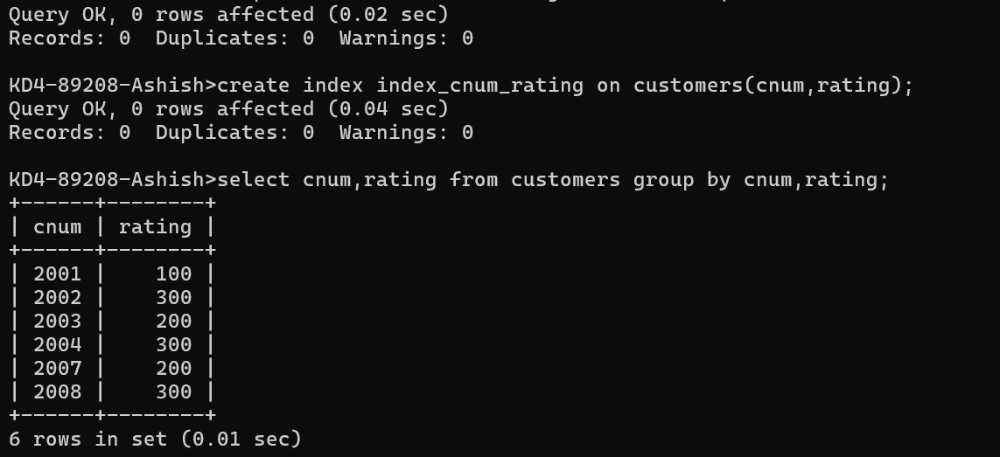 Query OK, 0 rows affected (0.02 sec)
Records: 0  Duplicates: 0  Warnings: 0
KD4-89208-Ashish>create index index_cnum_rating on customers(cnum,rating);
Query OK, 0 rows affected (0.04 sec)
Records: 0  Duplicates: 0  Warnings: 0
KD4-89208-Ashish>select cnum,rating from customers group by cnum,rating;
+------+--------+
| cnum | rating |
+------+--------+
| 2001 |    100 |
| 2002 |    300 |
| 2003 |    200 |
| 2004 |    300 |
| 2007 |    200 |
| 2008 |    300 |
+------+--------+
6 rows in set (0.01 sec)